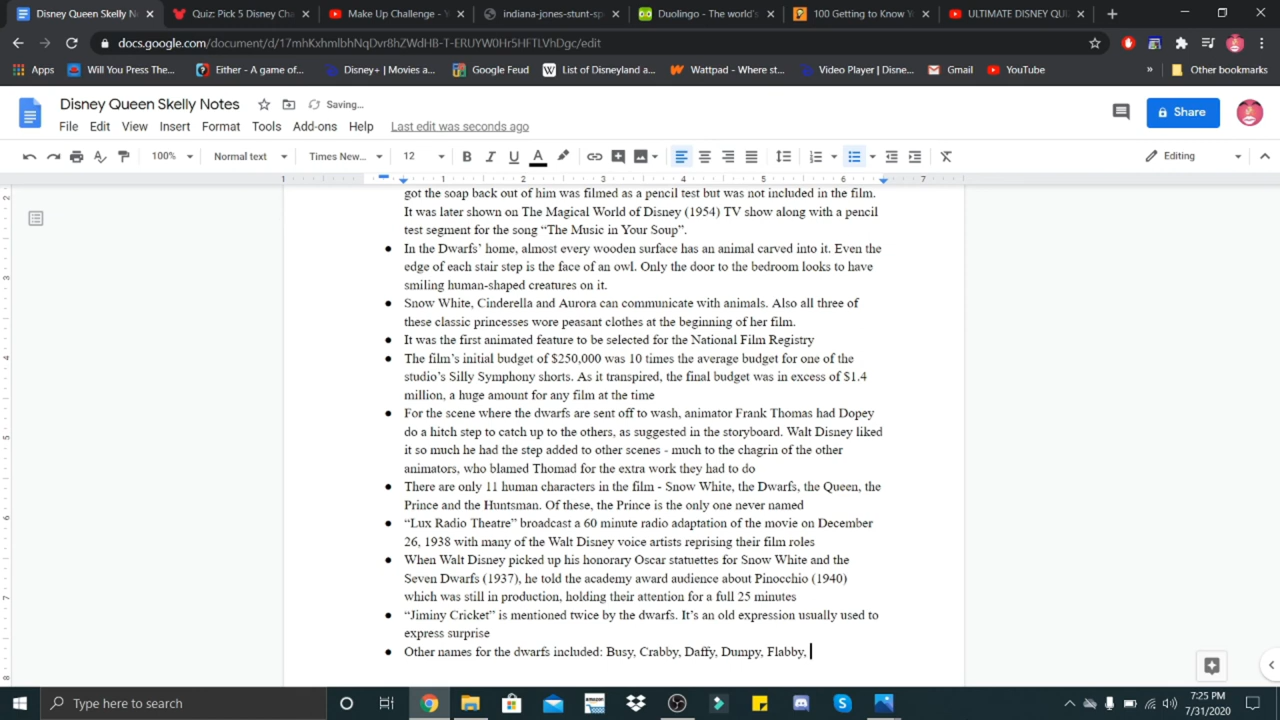 Disney Queen Skelly No
Quiz: Pick 5 Disney Cha
Make Up Challenge - Y
indiana-jones-stunt-sp
Duolingo - The world's
100 Getting to Know Y
ULTIMATE DISNEY QU
docs.google.com/document/d/17mhKxhmlbhNqDvr8hZWdHB-T-ERUYW0Hr5HFTLVhDgc/edit
Apps Will You Press The... Either - A game of... Disney+ | Movies a... Google Feud List of Disneyland a... Wattpad - Where st... Video Player | Disne... Gmail YouTube » Other bookmarks
Disney Queen Skelly Notes Saving...
Share
File Edit View Insert Format Tools Add-ons Help Last edit was seconds ago
100% Normal text Times New... 12 B I U A Editing
1 1 2 3 4 5 6 7
got the soap back out of him was filmed as a pencil test but was not included in the film.
It was later shown on The Magical World of Disney (1954) TV show along with a pencil
test segment for the song “The Music in Your Soup”.
● In the Dwarfs’ home, almost every wooden surface has an animal carved into it. Even the
edge of each stair step is the face of an owl. Only the door to the bedroom looks to have
smiling human-shaped creatures on it.
● Snow White, Cinderella and Aurora can communicate with animals. Also all three of
these classic princesses wore peasant clothes at the beginning of her film.
● It was the first animated feature to be selected for the National Film Registry
● The film’s initial budget of $250,000 was 10 times the average budget for one of the
studio’s Silly Symphony shorts. As it transpired, the final budget was in excess of $1.4
million, a huge amount for any film at the time
● For the scene where the dwarfs are sent off to wash, animator Frank Thomas had Dopey
do a hitch step to catch up to the others, as suggested in the storyboard. Walt Disney liked
it so much he had the step added to other scenes - much to the chagrin of the other
animators, who blamed Thomad for the extra work they had to do
● There are only 11 human characters in the film - Snow White, the Dwarfs, the Queen, the
Prince and the Huntsman. Of these, the Prince is the only one never named
● “Lux Radio Theatre” broadcast a 60 minute radio adaptation of the movie on December
26, 1938 with many of the Walt Disney voice artists reprising their film roles
● When Walt Disney picked up his honorary Oscar statuettes for Snow White and the
Seven Dwarfs (1937), he told the academy award audience about Pinocchio (1940)
which was still in production, holding their attention for a full 25 minutes
● “Jiminy Cricket” is mentioned twice by the dwarfs. It’s an old expression usually used to
express surprise
● Other names for the dwarfs included: Busy, Crabby, Daffy, Dumpy, Flabby,
Type here to search
7:25 PM
7/31/2020